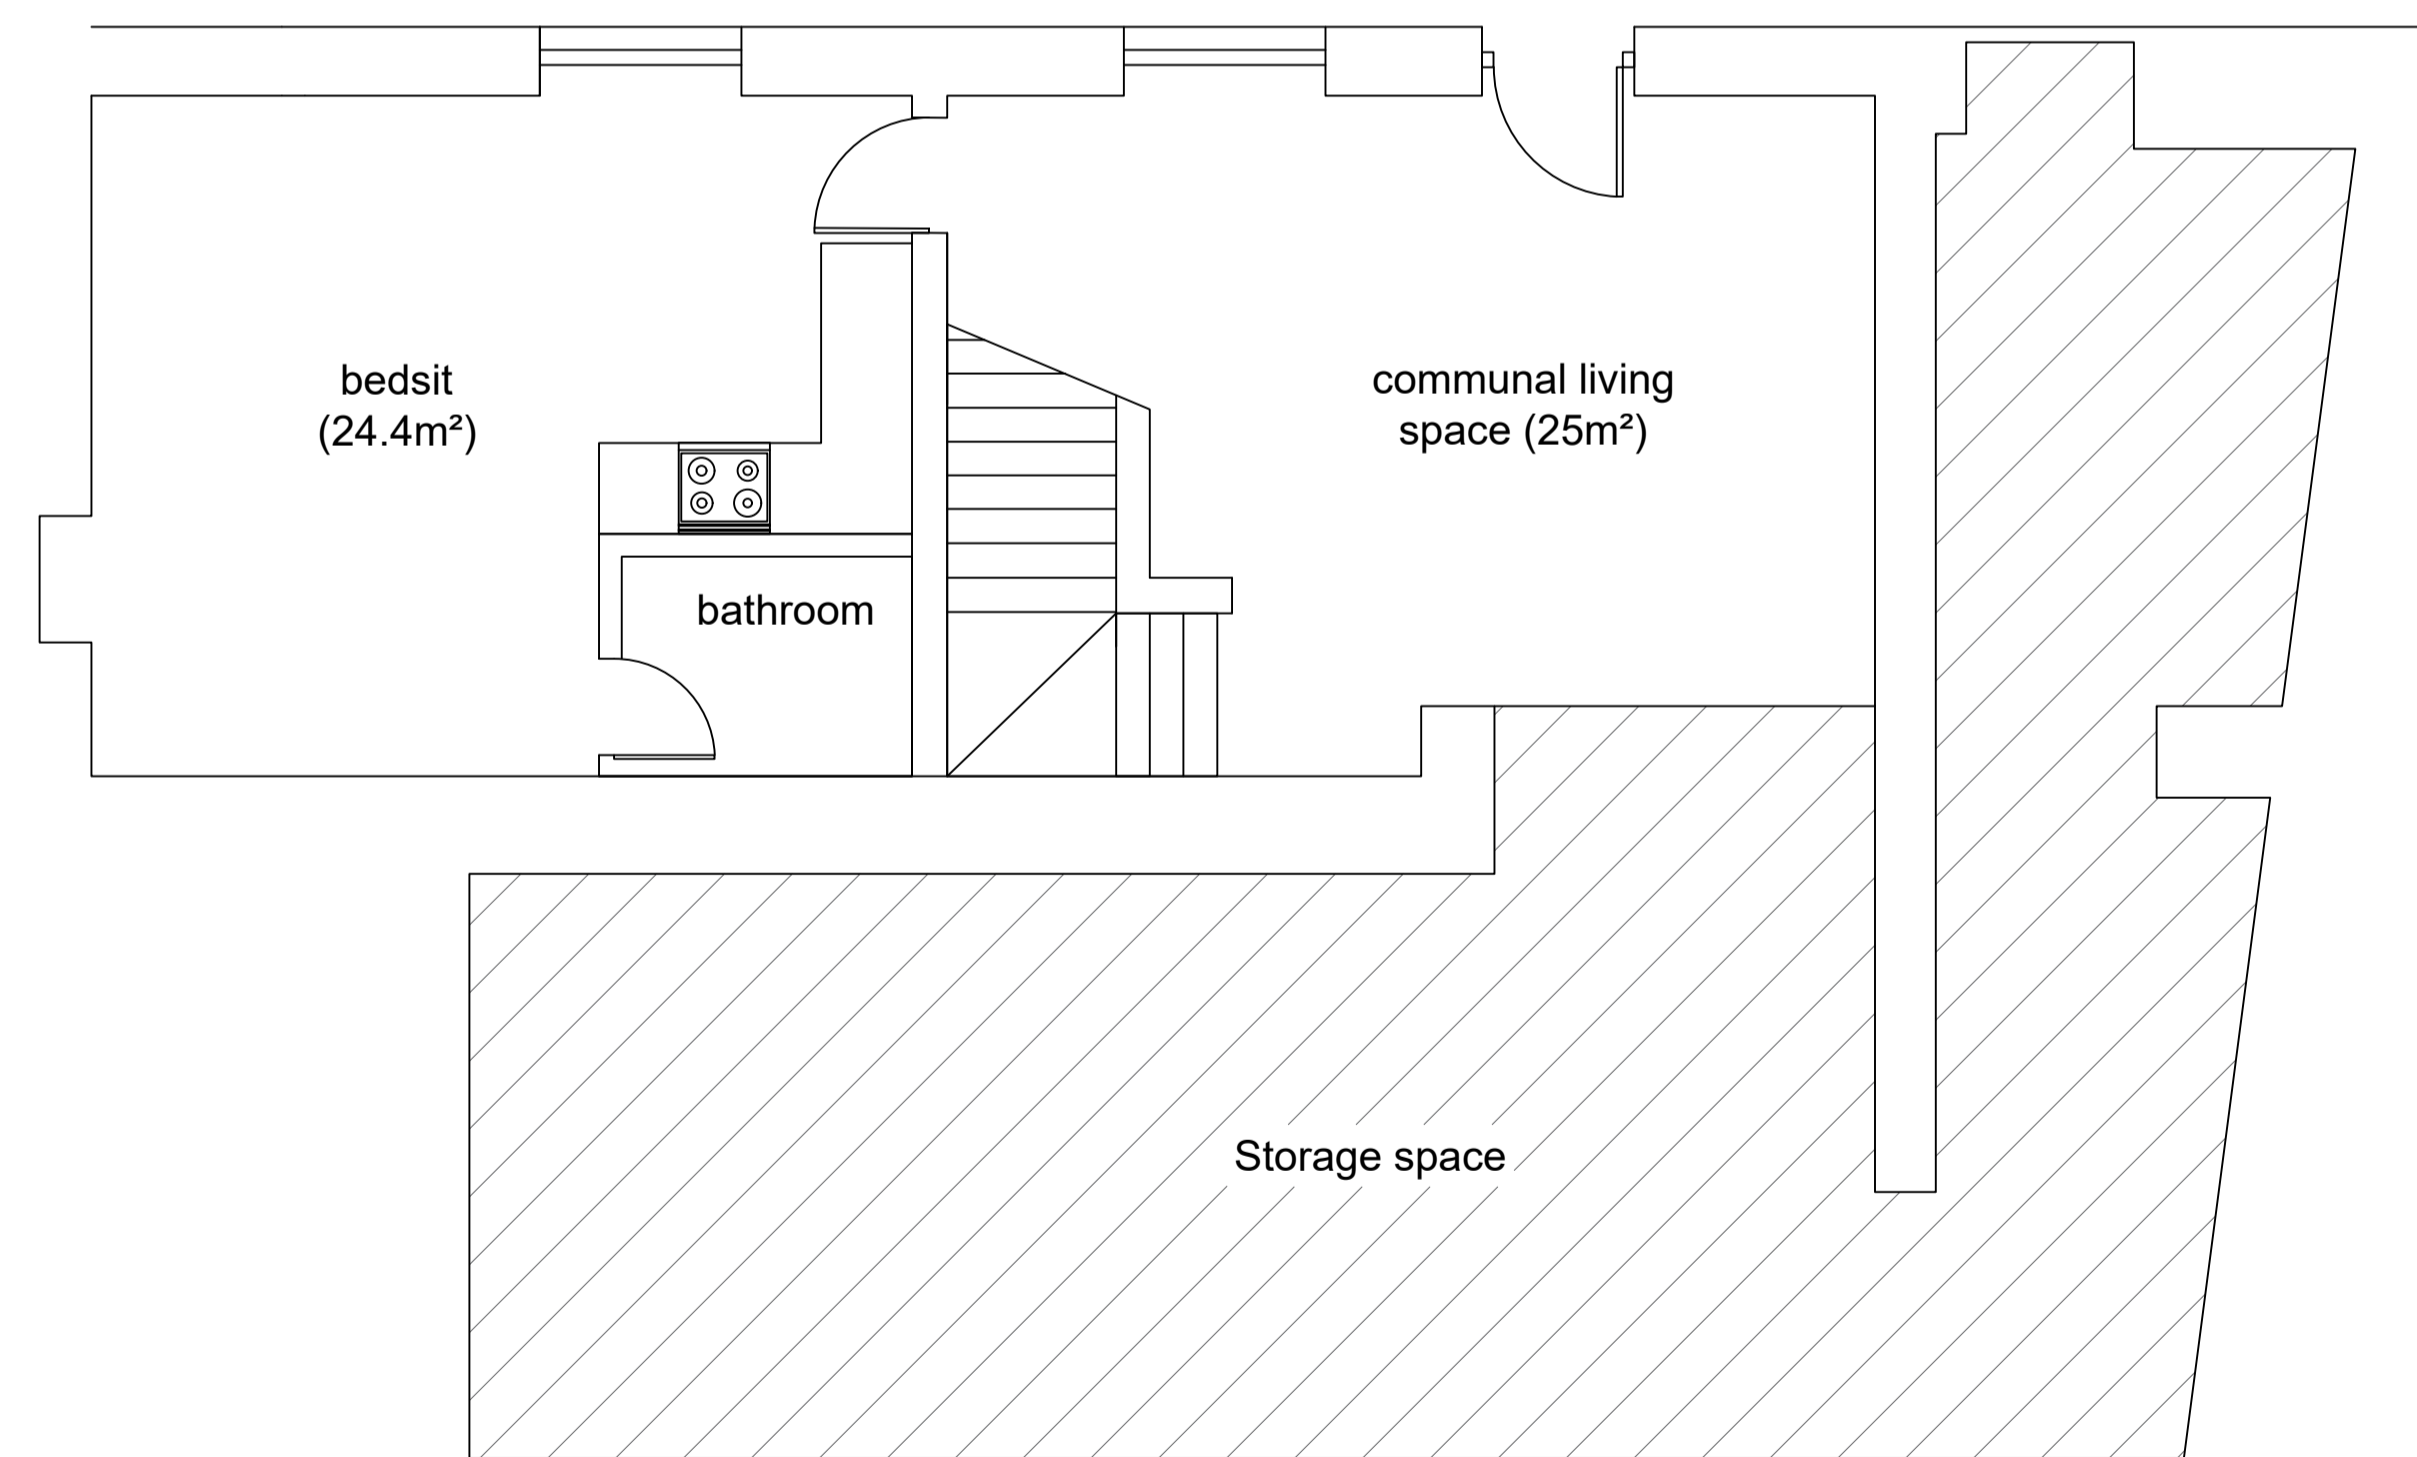 bedsit
(24.4m²)
communal living
space (25m²)
bathroom
Storage space